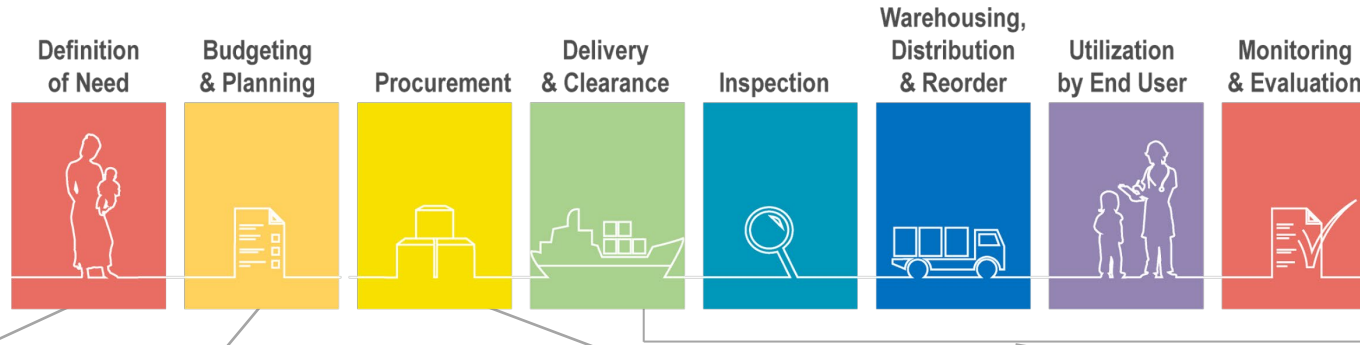 Definition
of Need
Budgeting
& Planning
Procurement
Delivery
& Clearance
Inspection
Warehousing,
Distribution
& Reorder
Utilization
by End User
Monitoring
& Evaluation